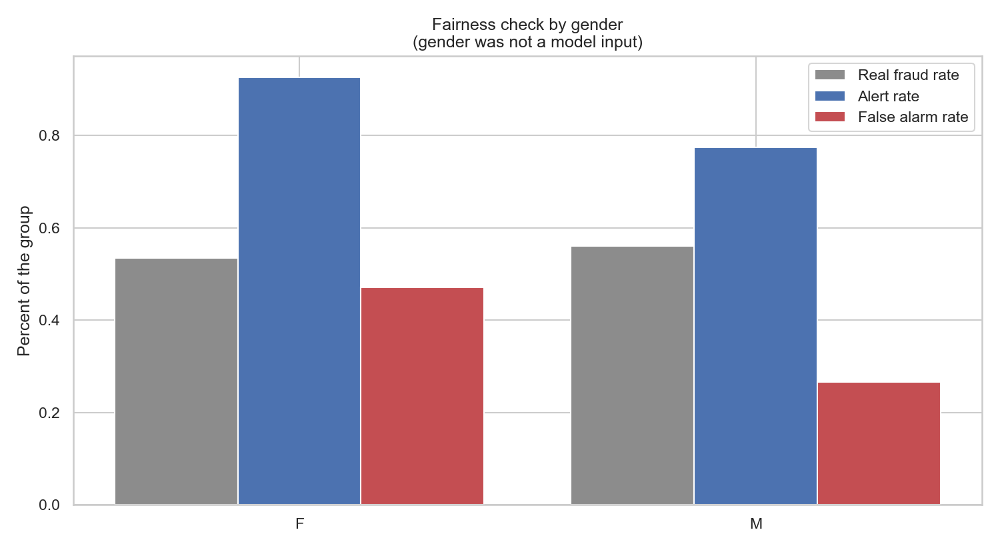 Fairness check by gender
(gender was not a model input)
Real fraud rate
Alert rate
False alarm rate
Percent of the group
0.8
0.6
0.4
0.2
0.0
F
M